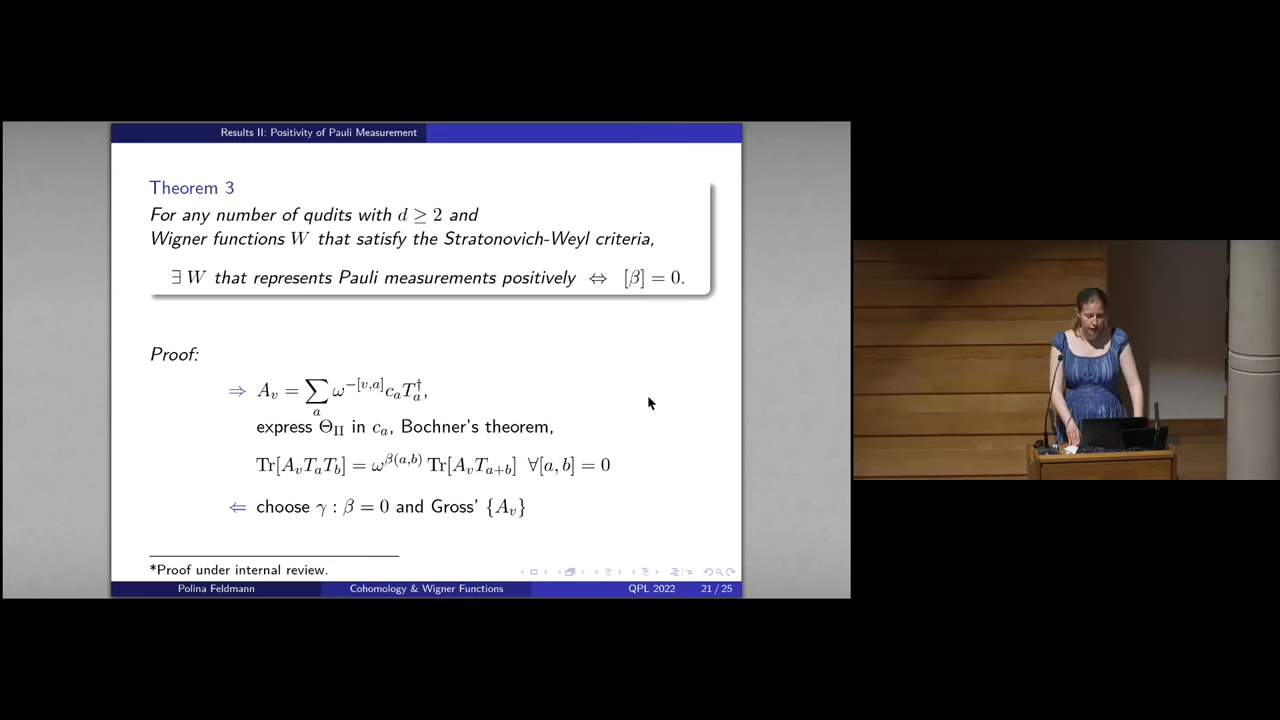 Results II: Positivity of Pauli Measurement
Theorem 3
For any number of qudits with d ≥ 2 and
Wigner functions W that satisfy the Stratonovich-Weyl criteria,
∃ W that represents Pauli measurements positively ⇔ [β] = 0.
Proof:
⇒ A_v = ∑_a ω^{−[v,a]} c_a T_a^†,
express Θ_Π in c_a, Bochner's theorem,
Tr[A_v T_a T_b] = ω^{β(a,b)} Tr[A_v T_{a+b}] ∀[a, b] = 0
⇐ choose γ : β = 0 and Gross' {A_v}
*Proof under internal review.
Polina Feldmann Cohomology & Wigner Functions QPL 2022 21 / 25